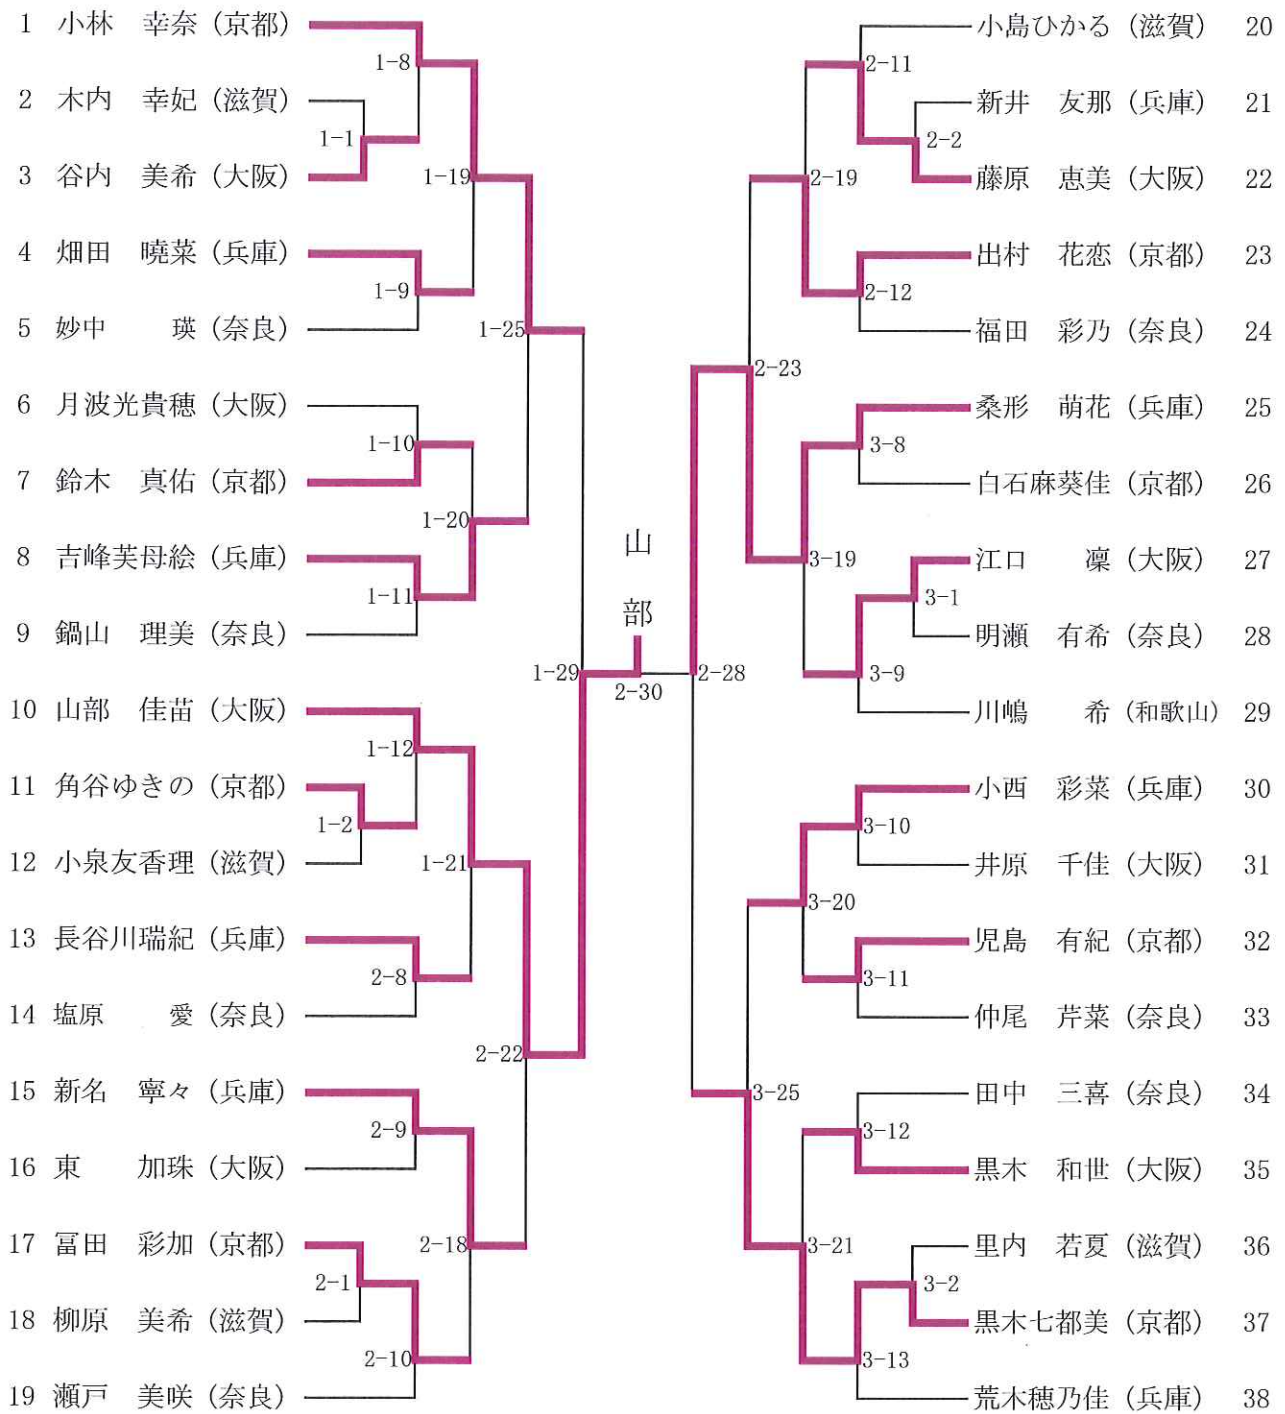 1 小林 幸奈（京都）
1-8
2 木内 幸妃（滋賀）
1-1
3 谷内 美希（大阪）
1-19
4 畑田 曉菜（兵庫）
1-9
5 妙中 瑛（奈良）
1-25
6 月波光貴穂（大阪）
1-10
7 鈴木 真佑（京都）
1-20
8 吉峰芙母絵（兵庫）
1-11
9 鍋山 理美（奈良）
1-29
10 山部 佳苗（大阪）
1-12
11 角谷ゆきの（京都）
1-2
12 小泉友香理（滋賀）
1-21
13 長谷川瑞紀（兵庫）
2-8
14 塩原 愛（奈良）
2-22
15 新名 寧々（兵庫）
2-9
16 東 加珠（大阪）
17 冨田 彩加（京都）
2-18
2-1
18 柳原 美希（滋賀）
2-10
19 瀬戸 美咲（奈良）
山部
2-30
小島ひかる（滋賀） 20
2-11
新井 友那（兵庫） 21
2-2
藤原 恵美（大阪） 22
2-19
出村 花恋（京都） 23
2-12
福田 彩乃（奈良） 24
2-23
桑形 萌花（兵庫） 25
3-8
白石麻葵佳（京都） 26
江口 凜（大阪） 27
3-19
3-1
明瀬 有希（奈良） 28
3-9
2-28
川嶋 希（和歌山） 29
小西 彩菜（兵庫） 30
3-10
井原 千佳（大阪） 31
3-20
児島 有紀（京都） 32
3-11
仲尾 芹菜（奈良） 33
田中 三喜（奈良） 34
3-25
3-12
黒木 和世（大阪） 35
里内 若夏（滋賀） 36
3-21
3-2
黒木七都美（京都） 37
3-13
荒木穂乃佳（兵庫） 38